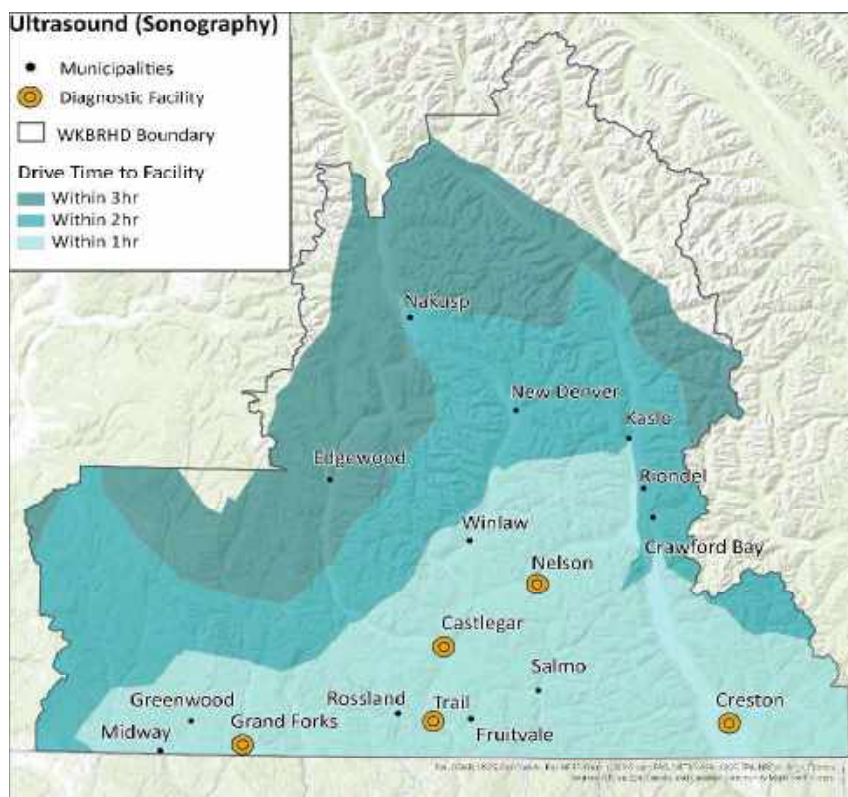 Ultrasound (Sonography)
Municipalities
Diagnostic Facility
WKBRHD Boundary
Drive Time to Facility
Within 3hr
Within 2hr
Within 1hr
Nakusp
New Denver
Kaslo
Edgewood
Riondel
Winlaw
Crawford Bay
Nelson
Castlegar
Salmo
Greenwood
Rossland
Trail
Creston
Midway
Grand Forks
Fruitvale